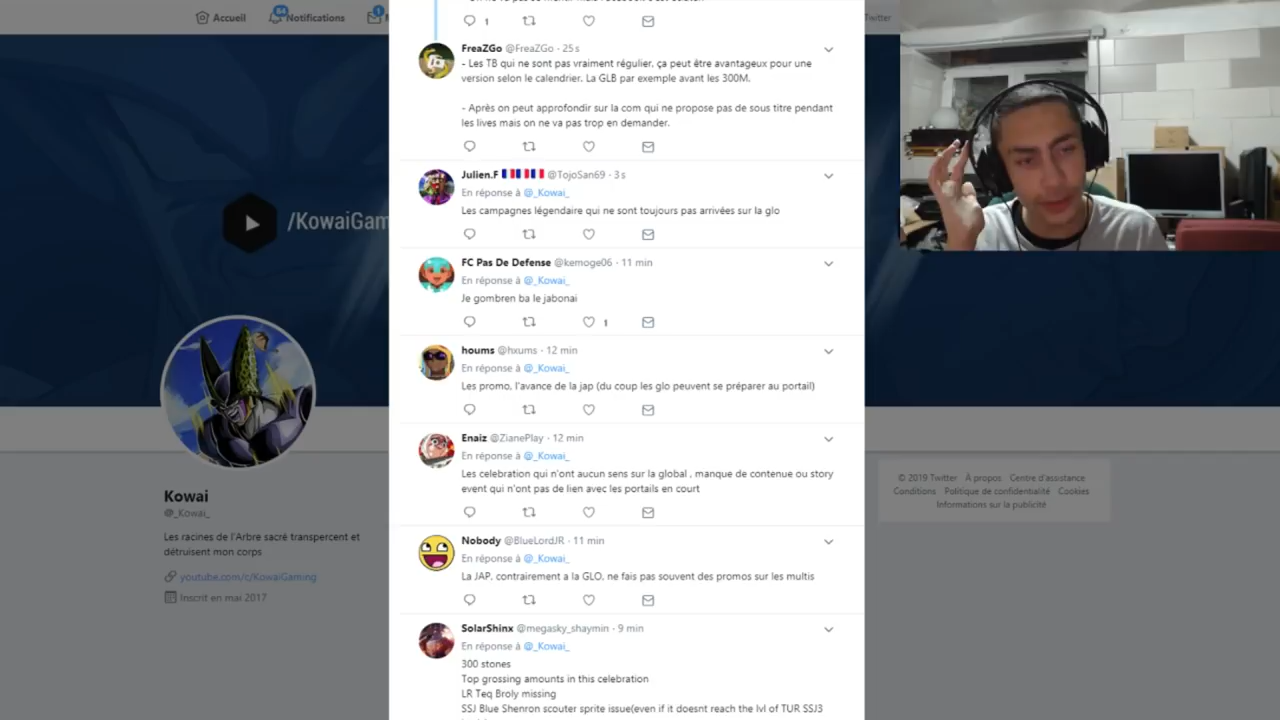 Accueil
84
Notifications
1
Twitter
1
FreaZGo @FreaZGo · 25 s
- Les TB qui ne sont pas vraiment régulier, ça peut être avantageux pour une
version selon le calendrier. La GLB par exemple avant les 300M.
- Après on peut approfondir sur la com qui ne propose pas de sous titre pendant
les lives mais on ne va pas trop en demander.
Julien.F 🇫🇷🇫🇷 @TojoSan69 · 3 s
En réponse à @_Kowai_
Les campagnes légendaire qui ne sont toujours pas arrivées sur la glo
FC Pas De Defense @kemoge06 · 11 min
En réponse à @_Kowai_
Je gombren ba le jabonai
1
houms @hxums · 12 min
En réponse à @_Kowai_
Les promo, l'avance de la jap (du coup les glo peuvent se préparer au portail)
Enaiz @ZianePlay · 12 min
En réponse à @_Kowai_
Les celebration qui n'ont aucun sens sur la global , manque de contenue ou story
event qui n'ont pas de lien avec les portails en court
Nobody @BlueLordJR · 11 min
En réponse à @_Kowai_
La JAP, contrairement a la GLO, ne fais pas souvent des promos sur les multis
SolarShinx @megasky_shaymin · 9 min
En réponse à @_Kowai_
300 stones
Top grossing amounts in this celebration
LR Teq Broly missing
SSJ Blue Shenron scouter sprite issue(even if it doesnt reach the lvl of TUR SSJ3
/KowaiGam
Kowai
@_Kowai_
Les racines de l'Arbre sacré transpercent et
détruisent mon corps
youtube.com/c/KowaiGaming
Inscrit en mai 2017
© 2019 Twitter À propos Centre d'assistance
Conditions Politique de confidentialité Cookies
Informations sur la publicité